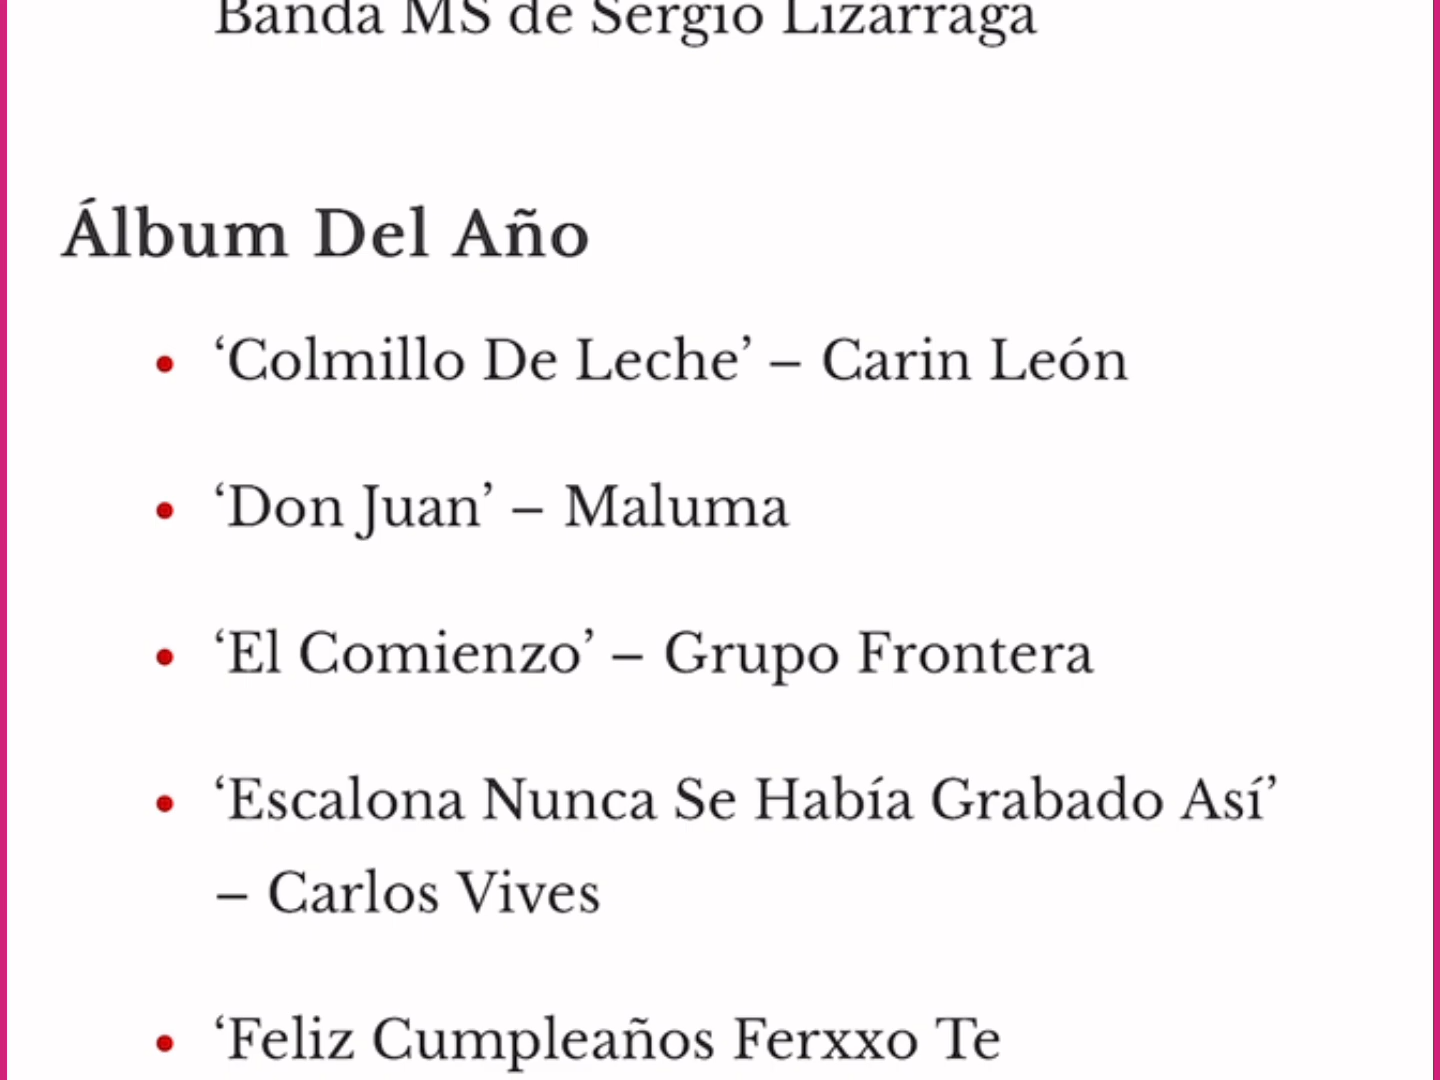 Banda MS de Sergio Lizarraga
Álbum Del Año
‘Colmillo De Leche’ – Carin León
‘Don Juan’ – Maluma
‘El Comienzo’ – Grupo Frontera
‘Escalona Nunca Se Había Grabado Así’
– Carlos Vives
‘Feliz Cumpleaños Ferxxo Te